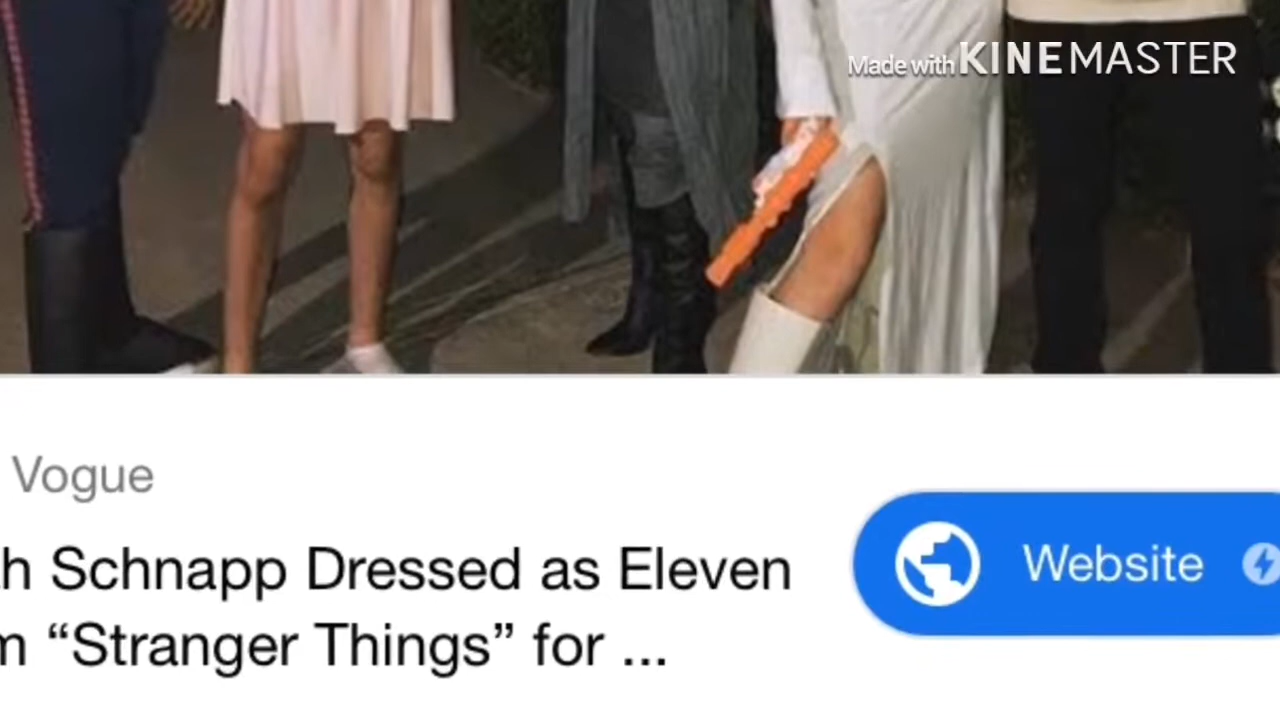 Made with KINEMASTER
Vogue
h Schnapp Dressed as Eleven
m “Stranger Things” for ...
Website